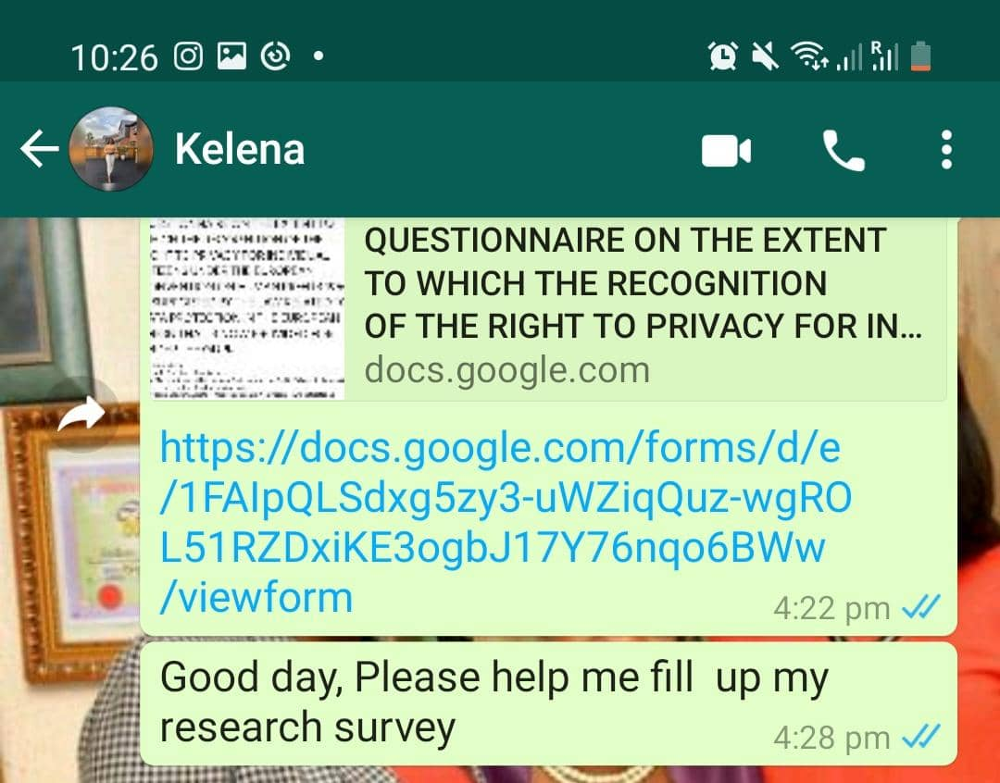 10:26
Kelena
QUESTIONNAIRE ON THE EXTENT
TO WHICH THE RECOGNITION
OF THE RIGHT TO PRIVACY FOR IN...
docs.google.com
https://docs.google.com/forms/d/e
/1FAIpQLSdxg5zy3-uWZiqQuz-wgRO
L51RZDxiKE3ogbJ17Y76nqo6BWw
/viewform
4:22 pm
Good day, Please help me fill  up my
research survey
4:28 pm